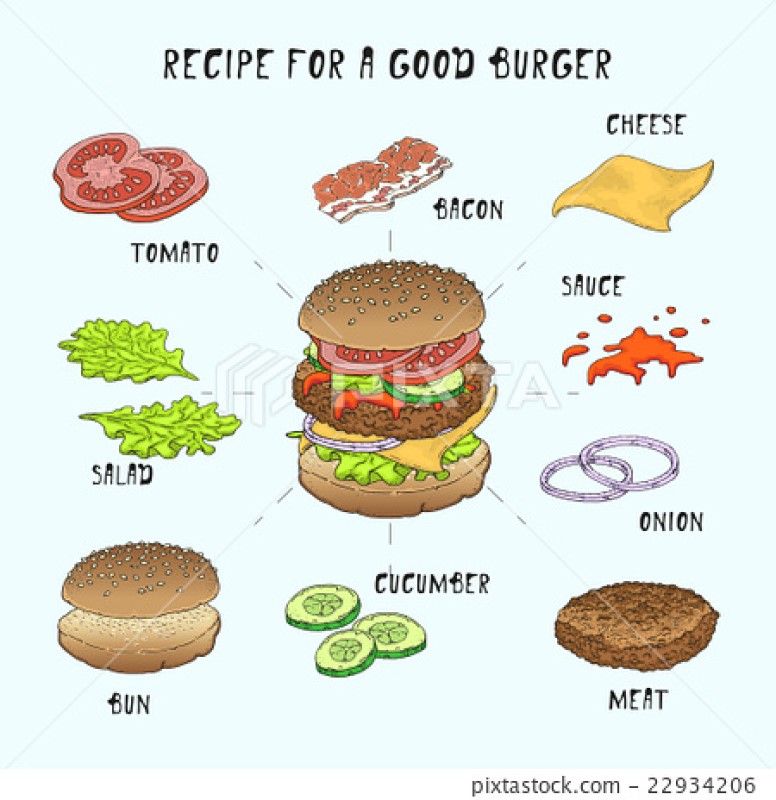 RECIPE FOR A GOOD BURGER
CHEESE
BACON
TOMATO
SAUCE
SALAD
ONION
CUCUMBER
BUN
MEAT
PIXTA
pixtastock.com - 22934206